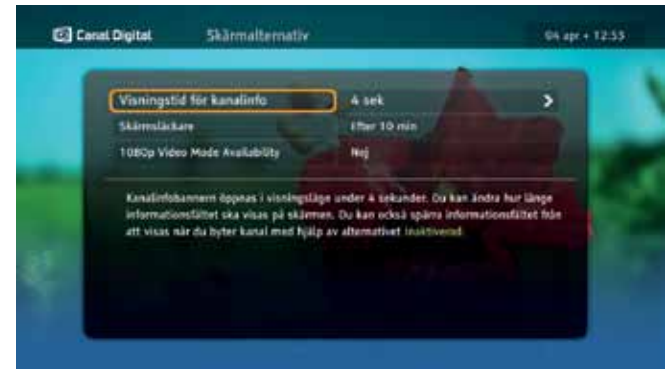 Canal Digital Skärmalternativ 04 apr • 12:53
Visningstid för kanalinfo 4 sek
Skärmsläckare Efter 10 min
1080p Video Mode Availability Nej
Kanalinfobannern öppnas i visningsläge under 4 sekunder. Du kan ändra hur länge
informationsfältet ska visas på skärmen. Du kan också spärra informationsfältet från
att visas när du byter kanal med hjälp av alternativet Inaktiverad.